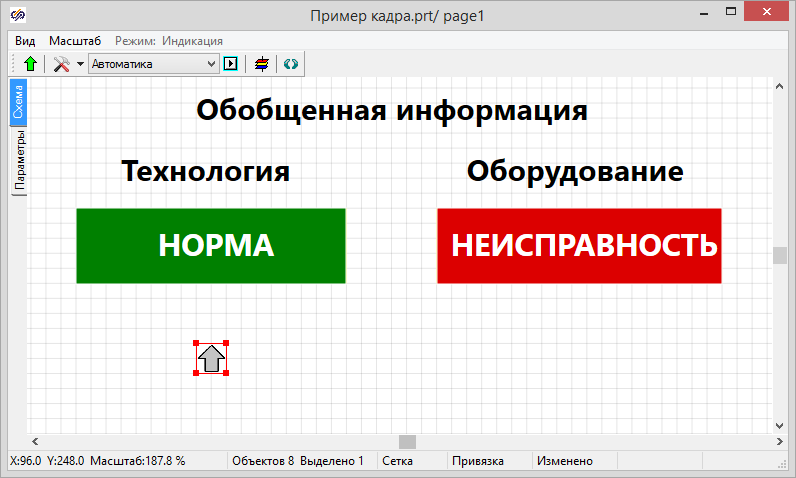 Пример кадра.prt/ page1
Вид Масштаб Режим: Индикация
Автоматика
Схема
Параметры
Обобщенная информация
Технология Оборудование
НОРМА НЕИСПРАВНОСТЬ
X:96.0 Y:248.0 Масштаб:187.8 % Объектов 8 Выделено 1 Сетка Привязка Изменено